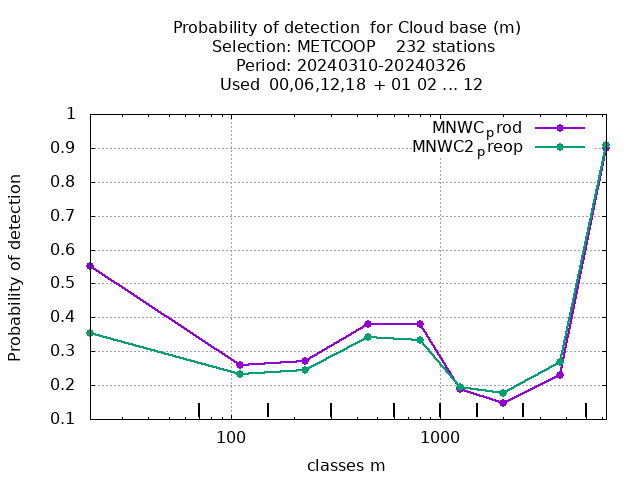 Probability of detection  for Cloud base (m)
Selection: METCOOP    232 stations
Period: 20240310-20240326
Used  00,06,12,18  + 01 02 ... 12
MNWCprod
MNWC2preop
1
0.9
0.8
0.7
0.6
0.5
0.4
0.3
0.2
0.1
Probability of detection
100
1000
classes m